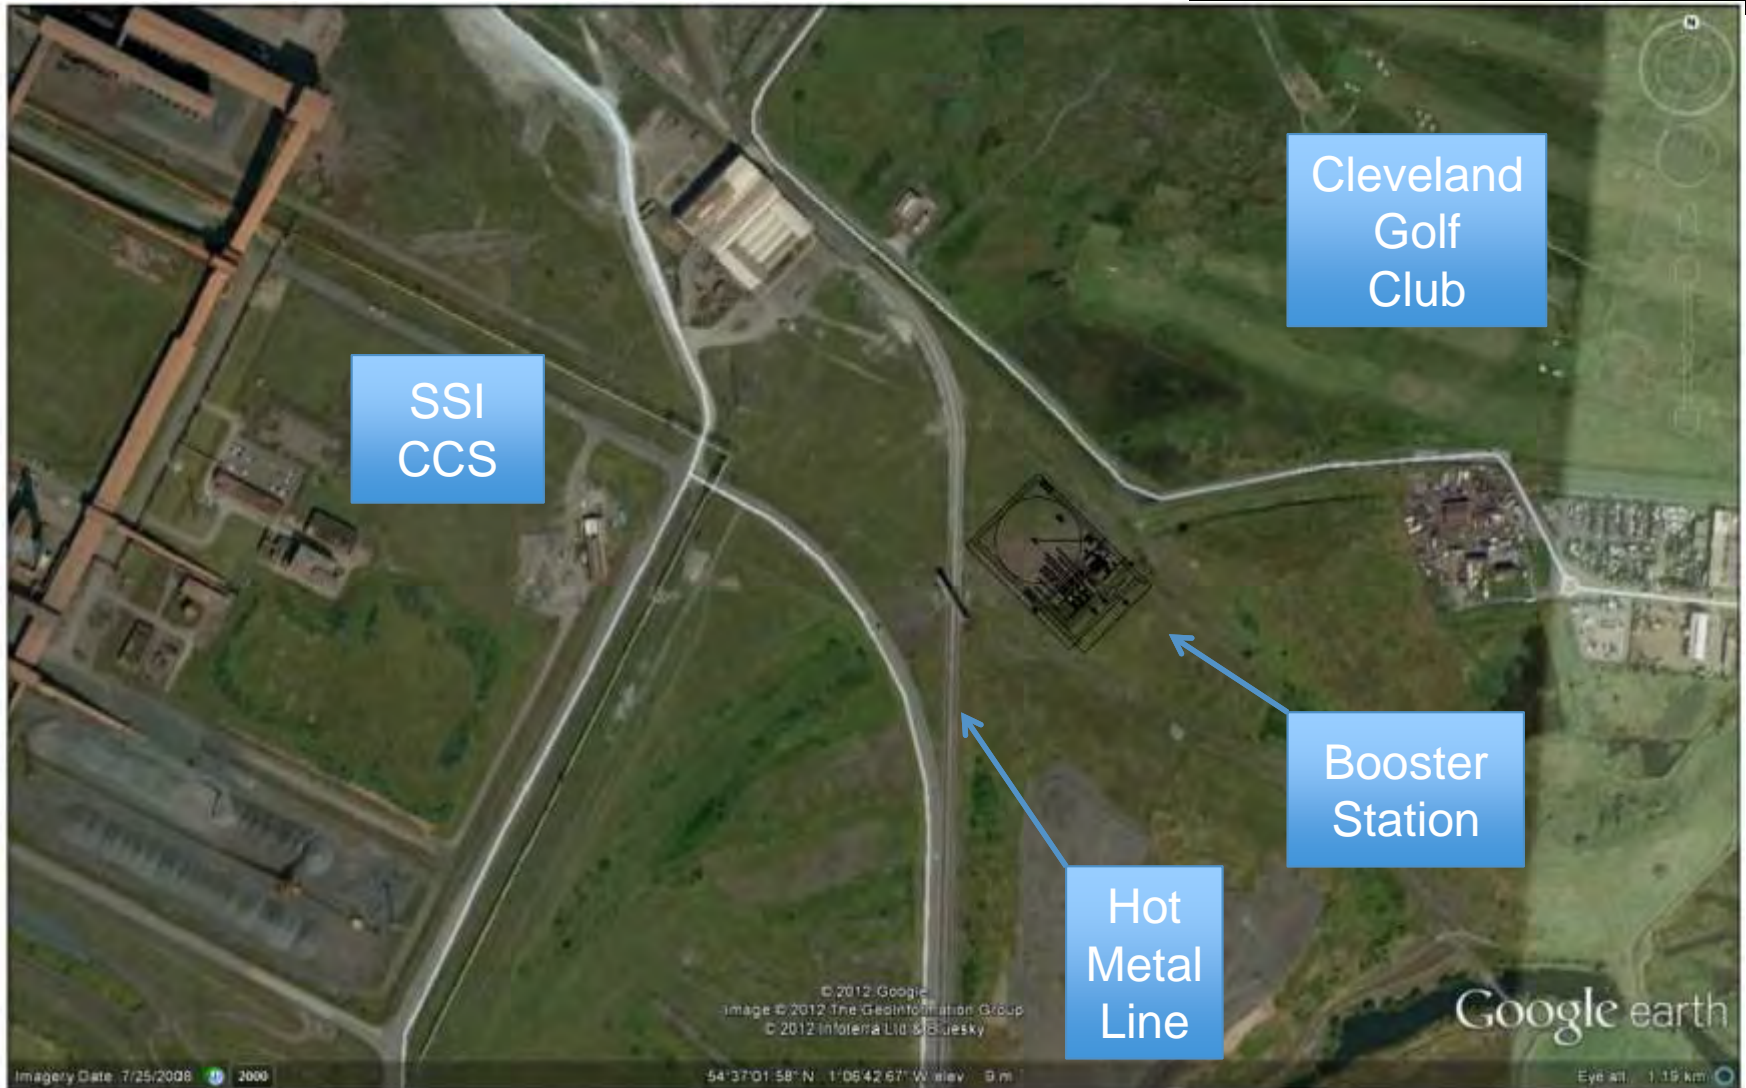 N
Cleveland
Golf
Club
SSI
CCS
Booster
Station
Hot
Metal
Line
© 2012 Google
Image © 2012 The GeoInformation Group
© 2012 Infoterra Ltd & Bluesky
Google earth
Imagery Date: 7/25/2008 2000
54°37'01.58" N 1°06'42.67" W elev 9 m
Eye alt 1.19 km